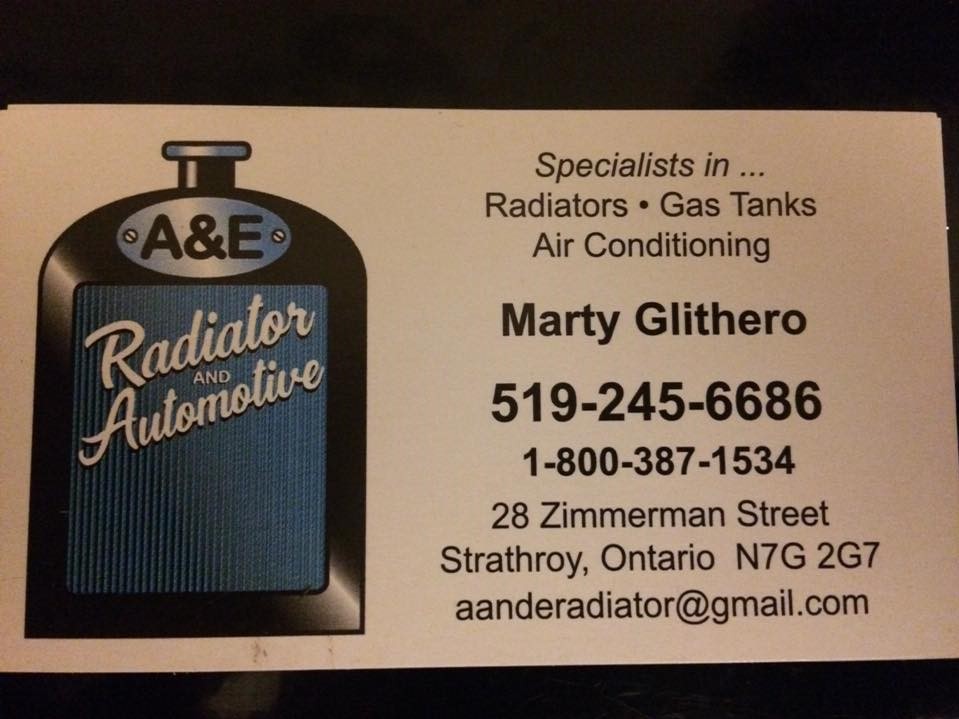 A&E
Radiator
AND
Automotive
Specialists in ...
Radiators • Gas Tanks
Air Conditioning
Marty Glithero
519-245-6686
1-800-387-1534
28 Zimmerman Street
Strathroy, Ontario  N7G 2G7
aanderadiator@gmail.com